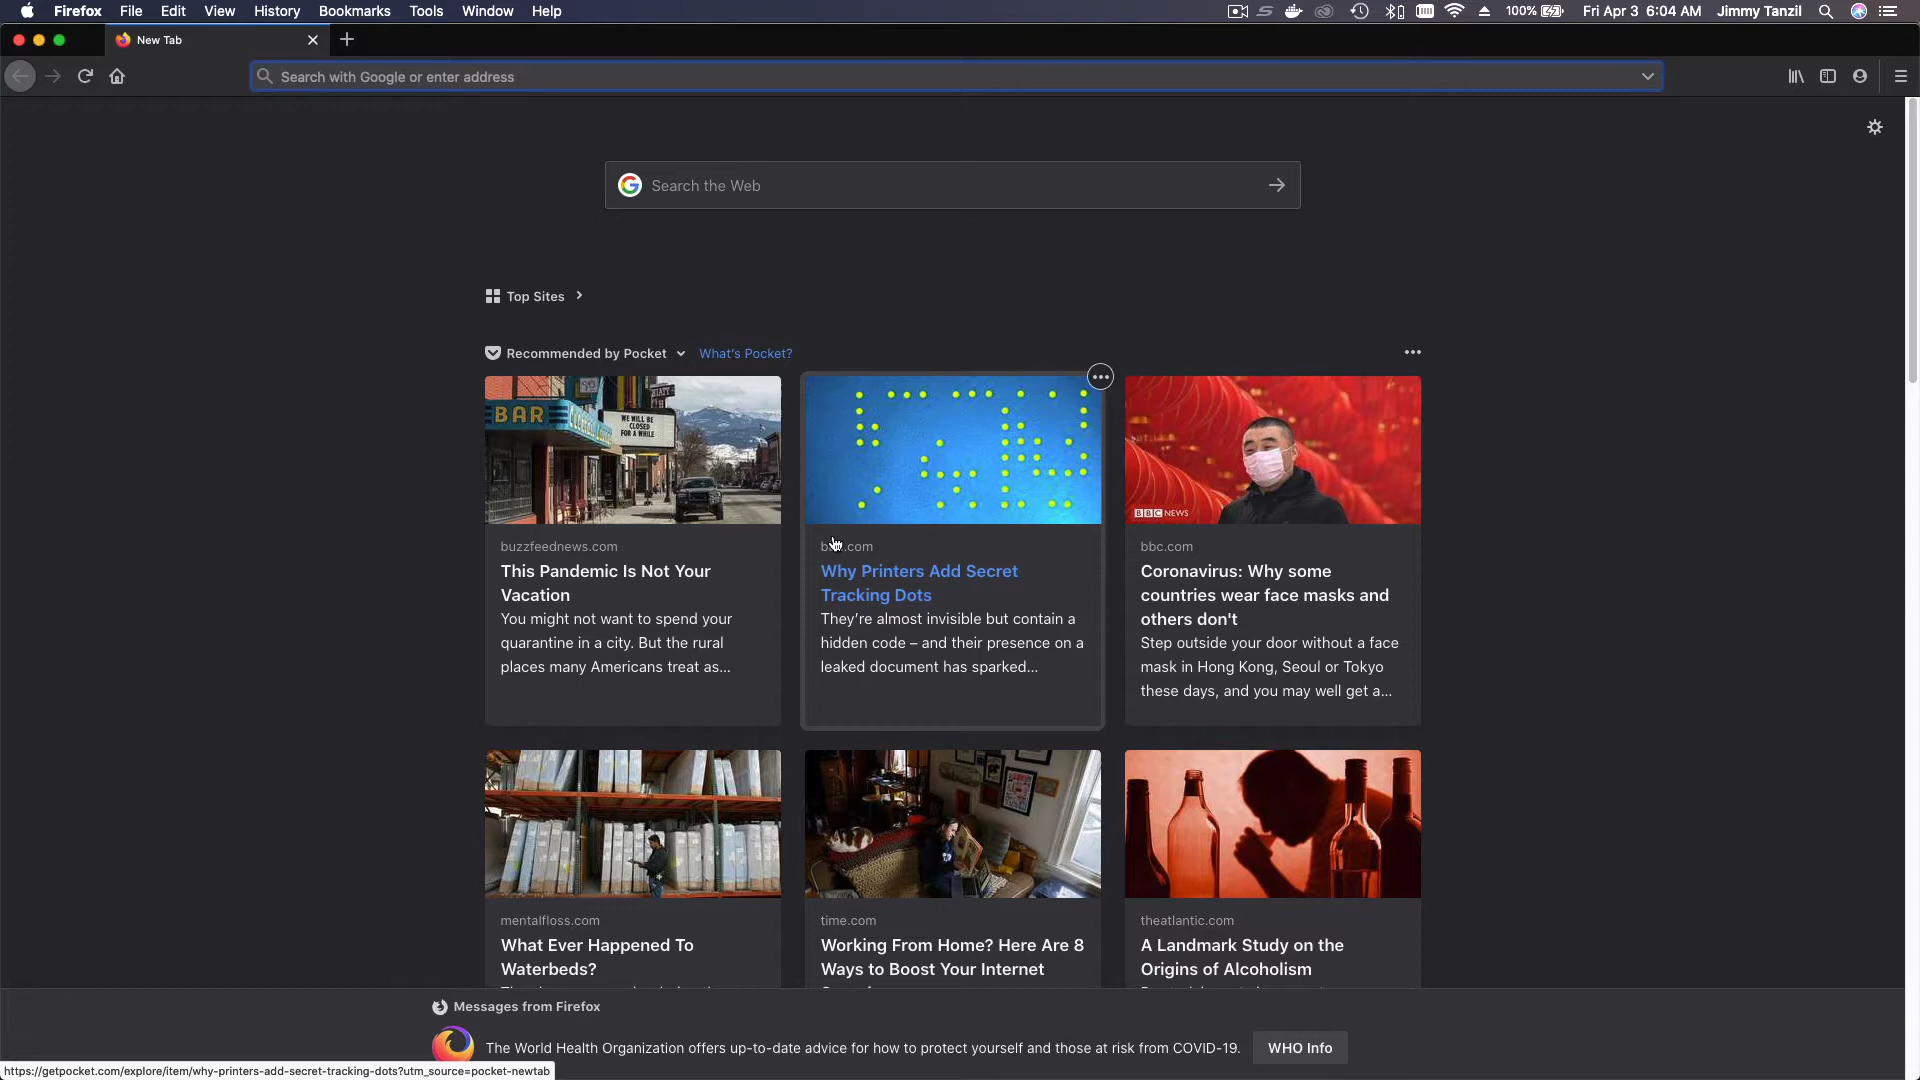 Firefox File Edit View History Bookmarks Tools Window Help 100% Fri Apr 3 6:04 AM Jimmy Tanzil
New Tab
Search with Google or enter address
Search the Web
Top Sites
Recommended by Pocket What's Pocket?
BAR
WE WILL BE
CLOSED
FOR A WHILE
BBC NEWS
buzzfeednews.com
This Pandemic Is Not Your
Vacation
You might not want to spend your
quarantine in a city. But the rural
places many Americans treat as...
.com
Why Printers Add Secret
Tracking Dots
They're almost invisible but contain a
hidden code – and their presence on a
leaked document has sparked...
bbc.com
Coronavirus: Why some
countries wear face masks and
others don't
Step outside your door without a face
mask in Hong Kong, Seoul or Tokyo
these days, and you may well get a...
mentalfloss.com
What Ever Happened To
Waterbeds?
time.com
Working From Home? Here Are 8
Ways to Boost Your Internet
theatlantic.com
A Landmark Study on the
Origins of Alcoholism
Messages from Firefox
The World Health Organization offers up-to-date advice for how to protect yourself and those at risk from COVID-19. WHO Info
https://getpocket.com/explore/item/why-printers-add-secret-tracking-dots?utm_source=pocket-newtab